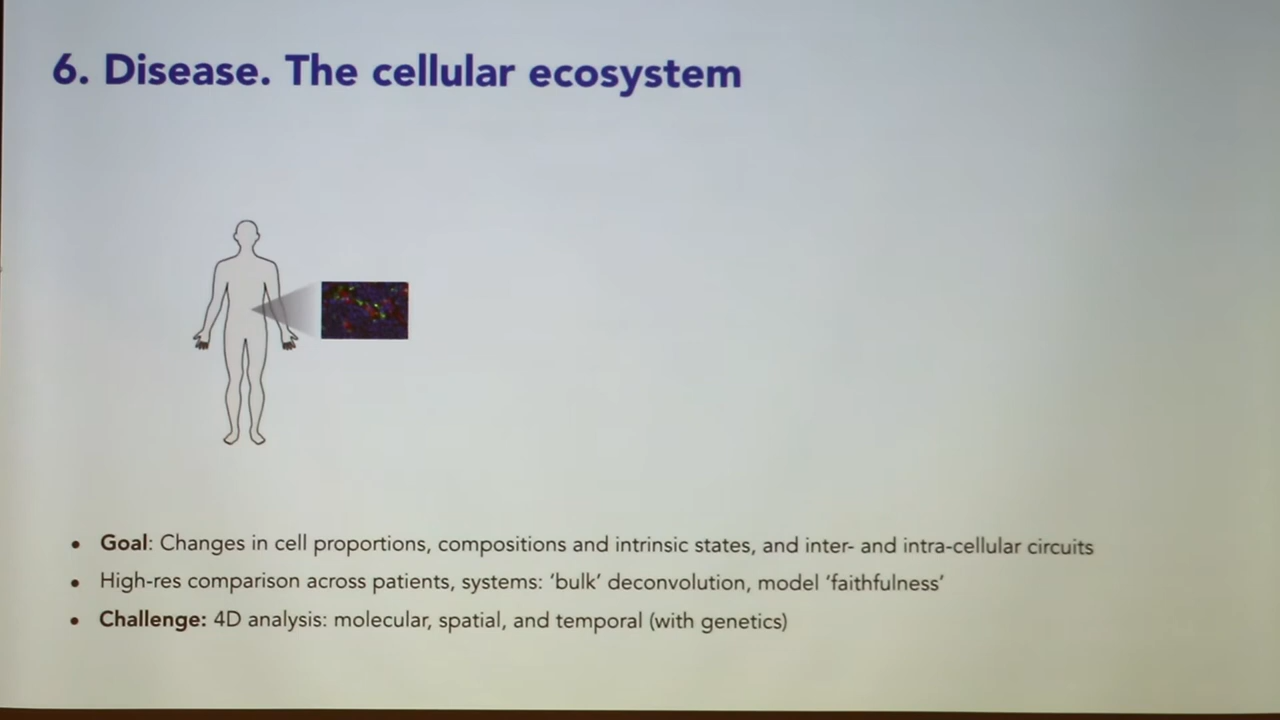 6. Disease. The cellular ecosystem
• Goal: Changes in cell proportions, compositions and intrinsic states, and inter- and intra-cellular circuits
• High-res comparison across patients, systems: ‘bulk’ deconvolution, model ‘faithfulness’
• Challenge: 4D analysis: molecular, spatial, and temporal (with genetics)